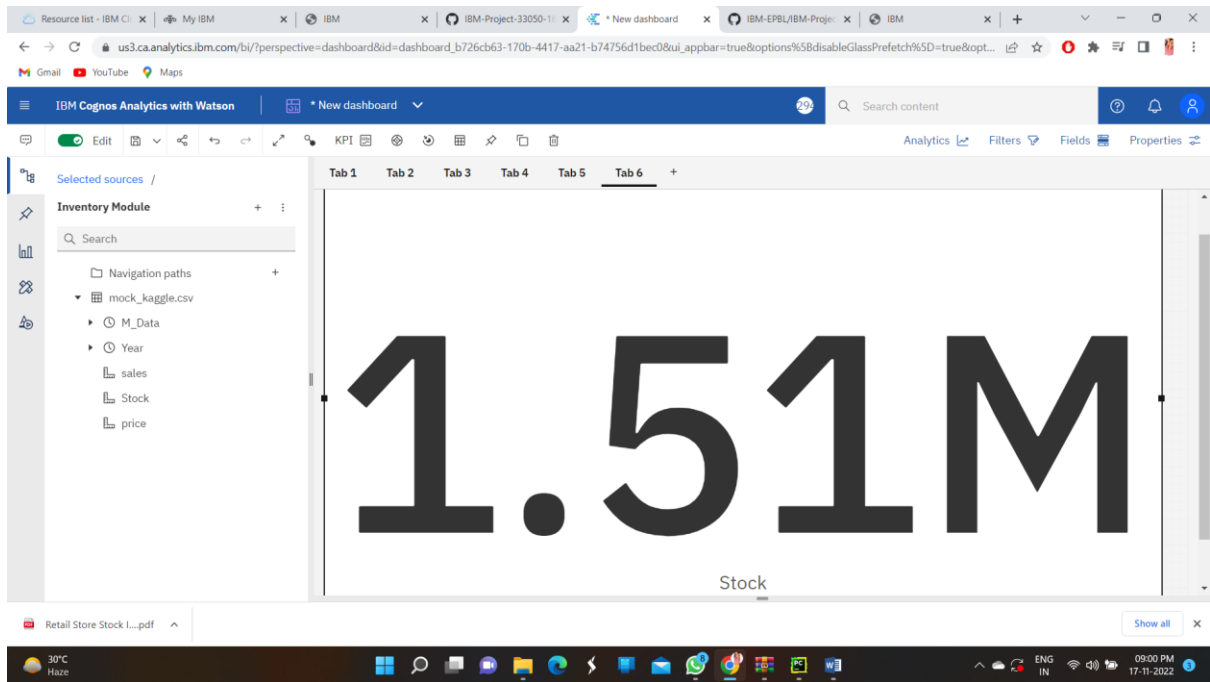 Resource list - IBM Cl
My IBM
IBM
IBM-Project-33050-1
* New dashboard
IBM-EPBL/IBM-Projec
IBM
us3.ca.analytics.ibm.com/bi/?perspective=dashboard&id=dashboard_b726cb63-170b-4417-aa21-b74756d1bec0&ui_appbar=true&options%5BdisableGlassPrefetch%5D=true&opt...
Gmail YouTube Maps
IBM Cognos Analytics with Watson
* New dashboard
Search content
Edit
KPI
Analytics Filters Fields Properties
Selected sources /
Tab 1 Tab 2 Tab 3 Tab 4 Tab 5 Tab 6 +
Inventory Module
Search
Navigation paths
mock_kaggle.csv
M_Data
Year
sales
Stock
price
1.51M
Stock
Retail Store Stock I....pdf
Show all
30°C
Haze
ENG
IN
09:00 PM
17-11-2022
3